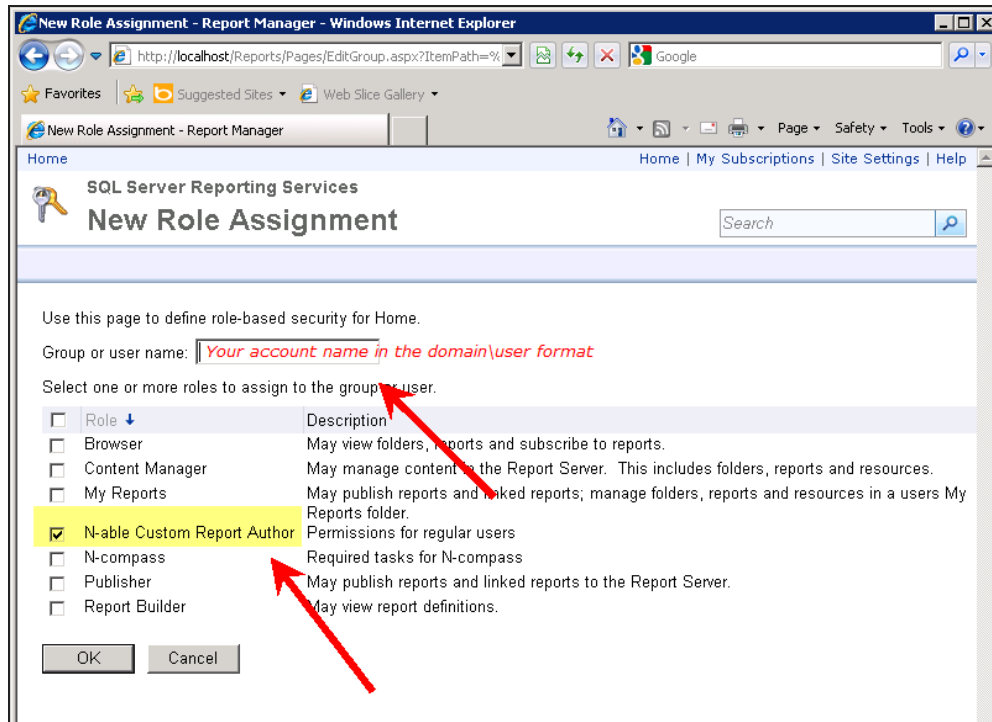 New Role Assignment - Report Manager - Windows Internet Explorer
http://localhost/Reports/Pages/EditGroup.aspx?ItemPath=%
Google
Favorites
Suggested Sites
Web Slice Gallery
New Role Assignment - Report Manager
Page
Safety
Tools
Home
Home | My Subscriptions | Site Settings | Help
SQL Server Reporting Services
New Role Assignment
Search
Use this page to define role-based security for Home.
Group or user name: Your account name in the domain\user format
Select one or more roles to assign to the group or user.
Role Description
Browser May view folders, reports and subscribe to reports.
Content Manager May manage content in the Report Server. This includes folders, reports and resources.
My Reports May publish reports and linked reports; manage folders, reports and resources in a users My
Reports folder.
N-able Custom Report Author Permissions for regular users
N-compass Required tasks for N-compass
Publisher May publish reports and linked reports to the Report Server.
Report Builder May view report definitions.
OK Cancel